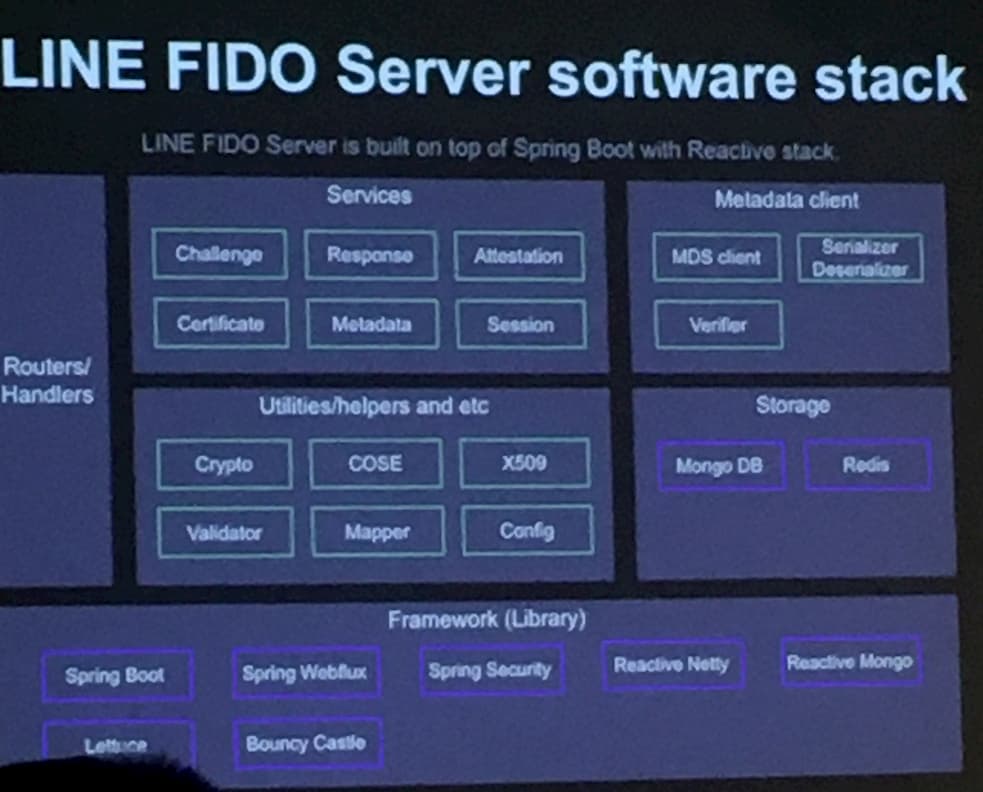 LINE FIDO Server software stack
LINE FIDO Server is built on top of Spring Boot with Reactive stack.
Routers/
Handlers
Services
Challenge
Response
Attestation
Certificate
Metadata
Session
Metadata client
MDS client
Serializer
Deserializer
Verifier
Utilities/helpers and etc
Crypto
COSE
X509
Validator
Mapper
Config
Storage
Mongo DB
Redis
Framework (Library)
Spring Boot
Spring Webflux
Spring Security
Reactive Netty
Reactive Mongo
Lettuce
Bouncy Castle